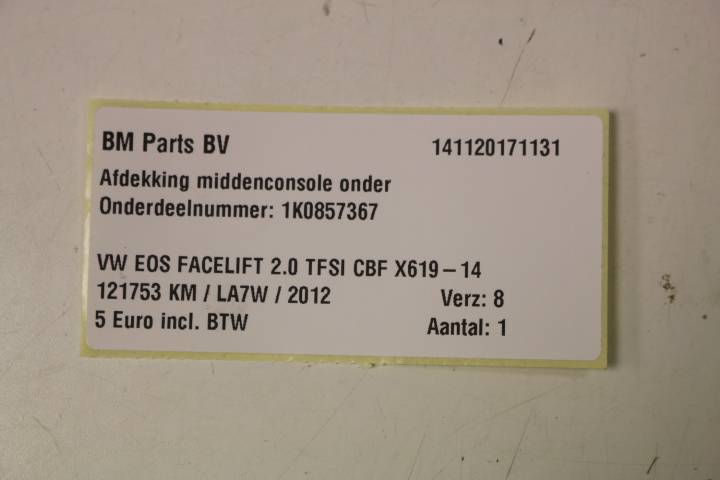 BM Parts BV 141120171131
Afdekking middenconsole onder
Onderdeelnummer: 1K0857367
VW EOS FACELIFT 2.0 TFSI CBF X619-14
121753 KM / LA7W / 2012 Verz: 8
5 Euro incl. BTW Aantal: 1